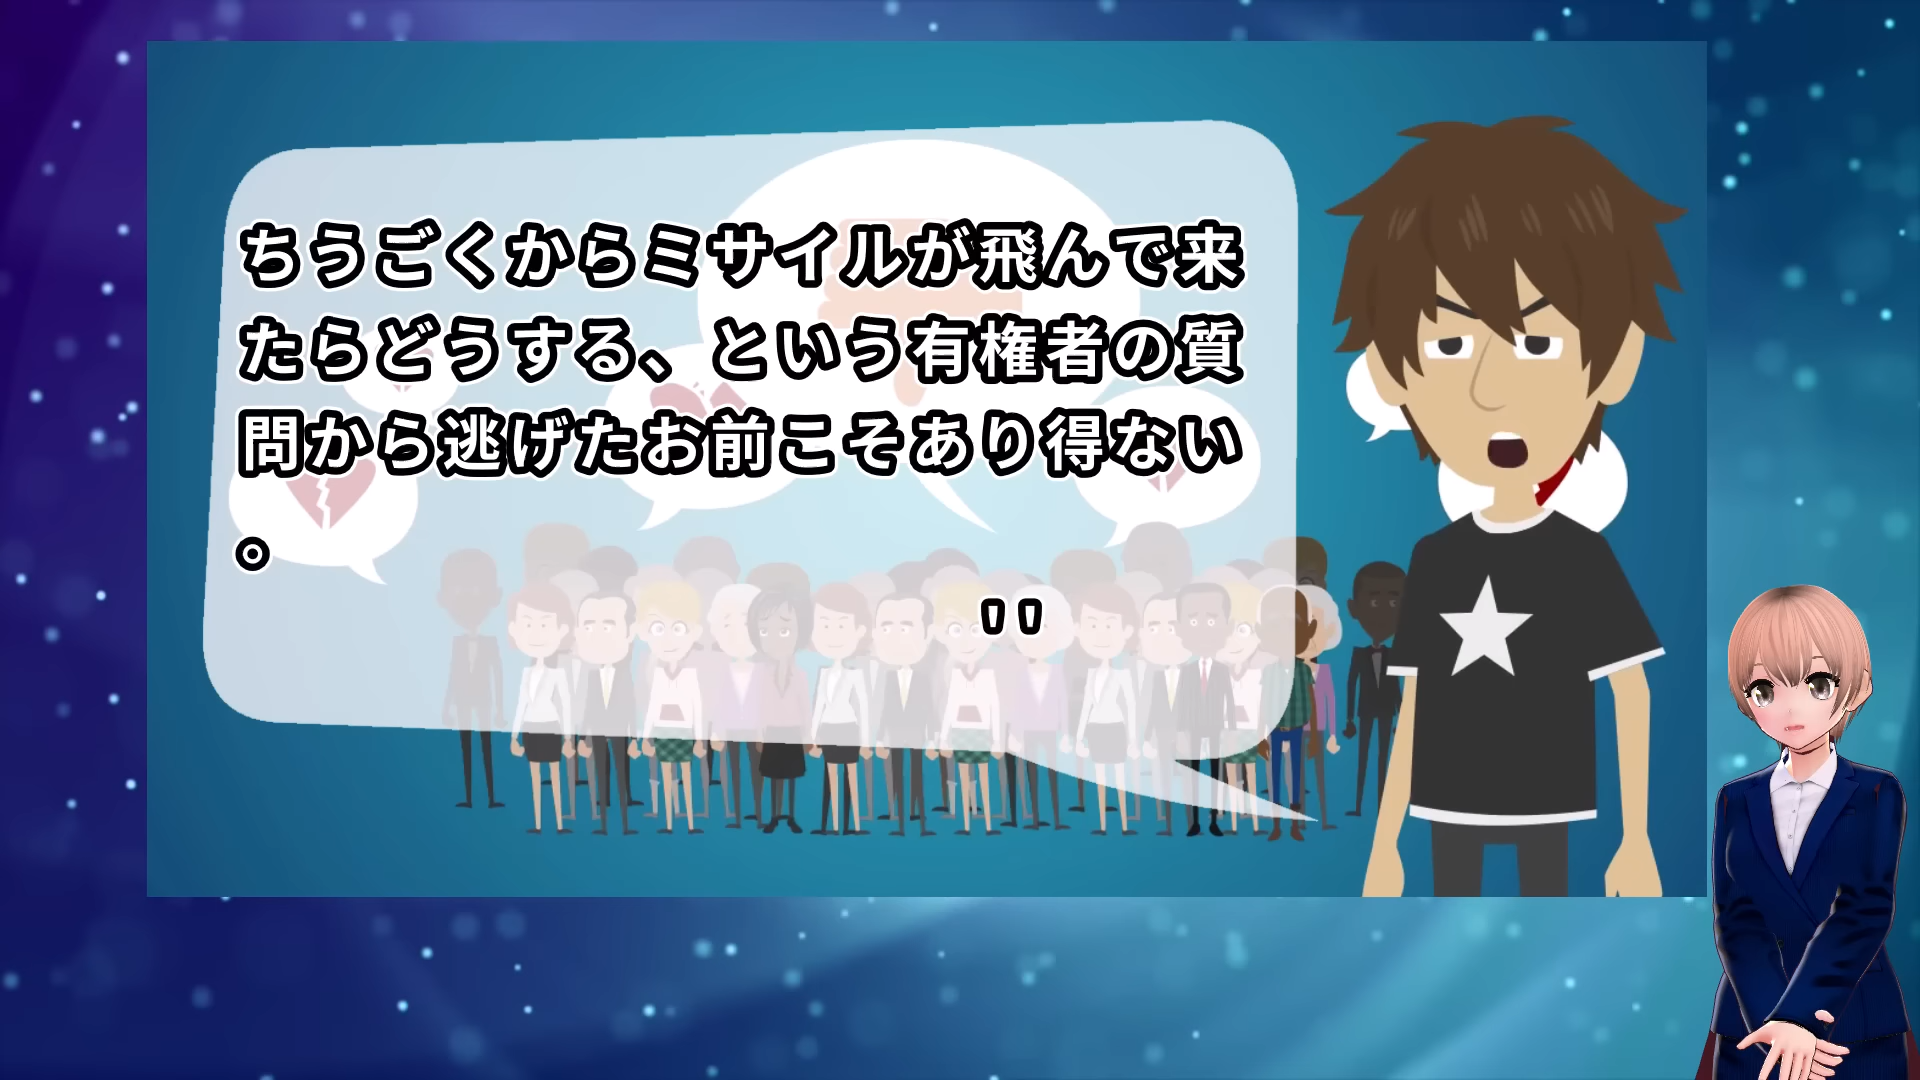 ちうごくからミサイルが飛んで来
たらどうする、という有権者の質
問から逃げたお前こそあり得ない
。
"